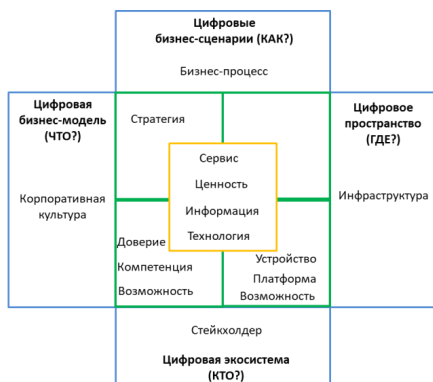 Цифровые
бизнес-сценарии (КАК?)
Бизнес-процесс
Цифровая
бизнес-модель
(ЧТО?)
Корпоративная
культура
Стратегия
Сервис
Ценность
Информация
Технология
Доверие
Компетенция
Возможность
Устройство
Платформа
Возможность
Цифровое
пространство
(ГДЕ?)
Инфраструктура
Стейкхолдер
Цифровая экосистема
(КТО?)